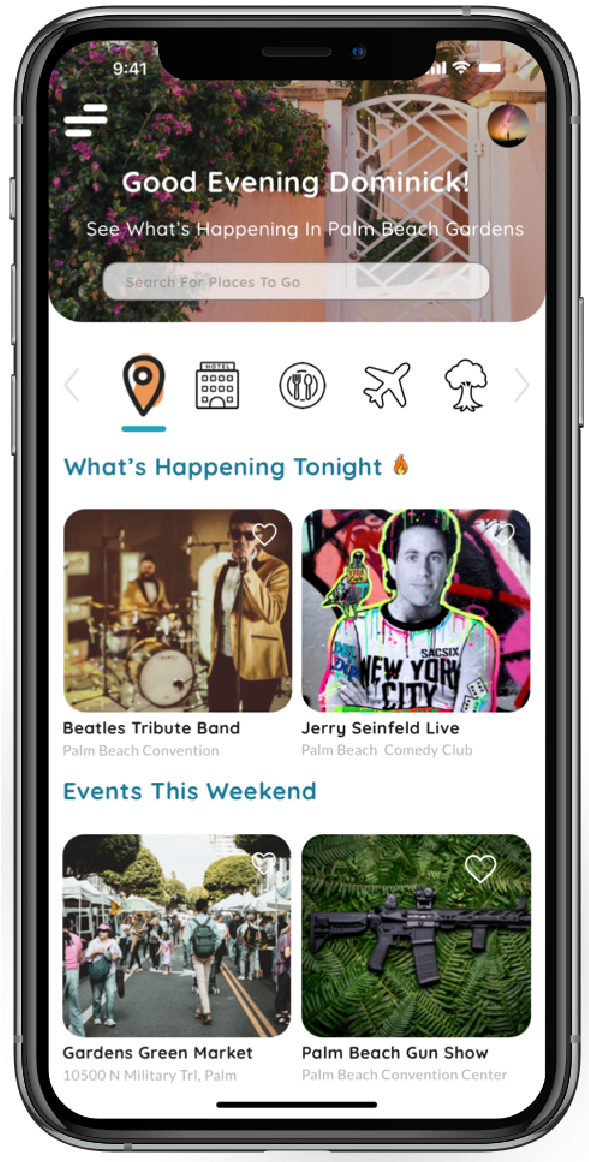 9:41
Good Evening Dominick!
See What's Happening In Palm Beach Gardens
Search For Places To Go
HOTEL
What's Happening Tonight 🔥
Beatles Tribute Band
Palm Beach Convention
SACSIX
NEW YORK
CITY
Jerry Seinfeld Live
Palm Beach Comedy Club
Events This Weekend
Gardens Green Market
10500 N Military Trl, Palm
Palm Beach Gun Show
Palm Beach Convention Center